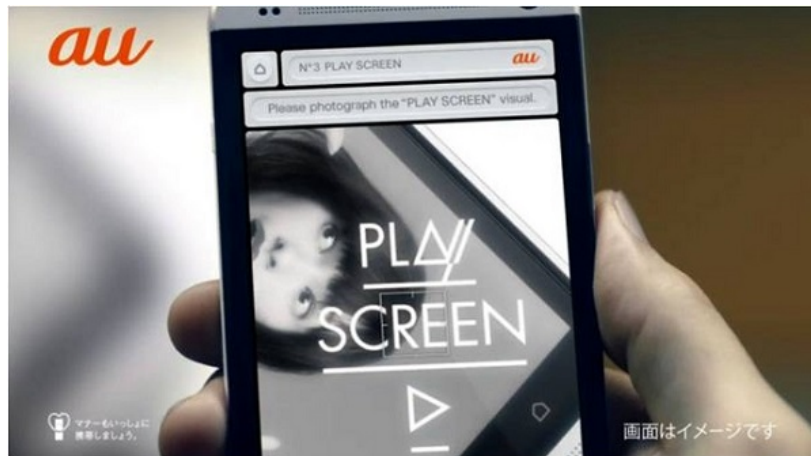 au
N°3 PLAY SCREEN
au
Please photograph the "PLAY SCREEN" visual.
PLAY
SCREEN
マナーもいっしょに
携帯しましょう。
画面はイメージです